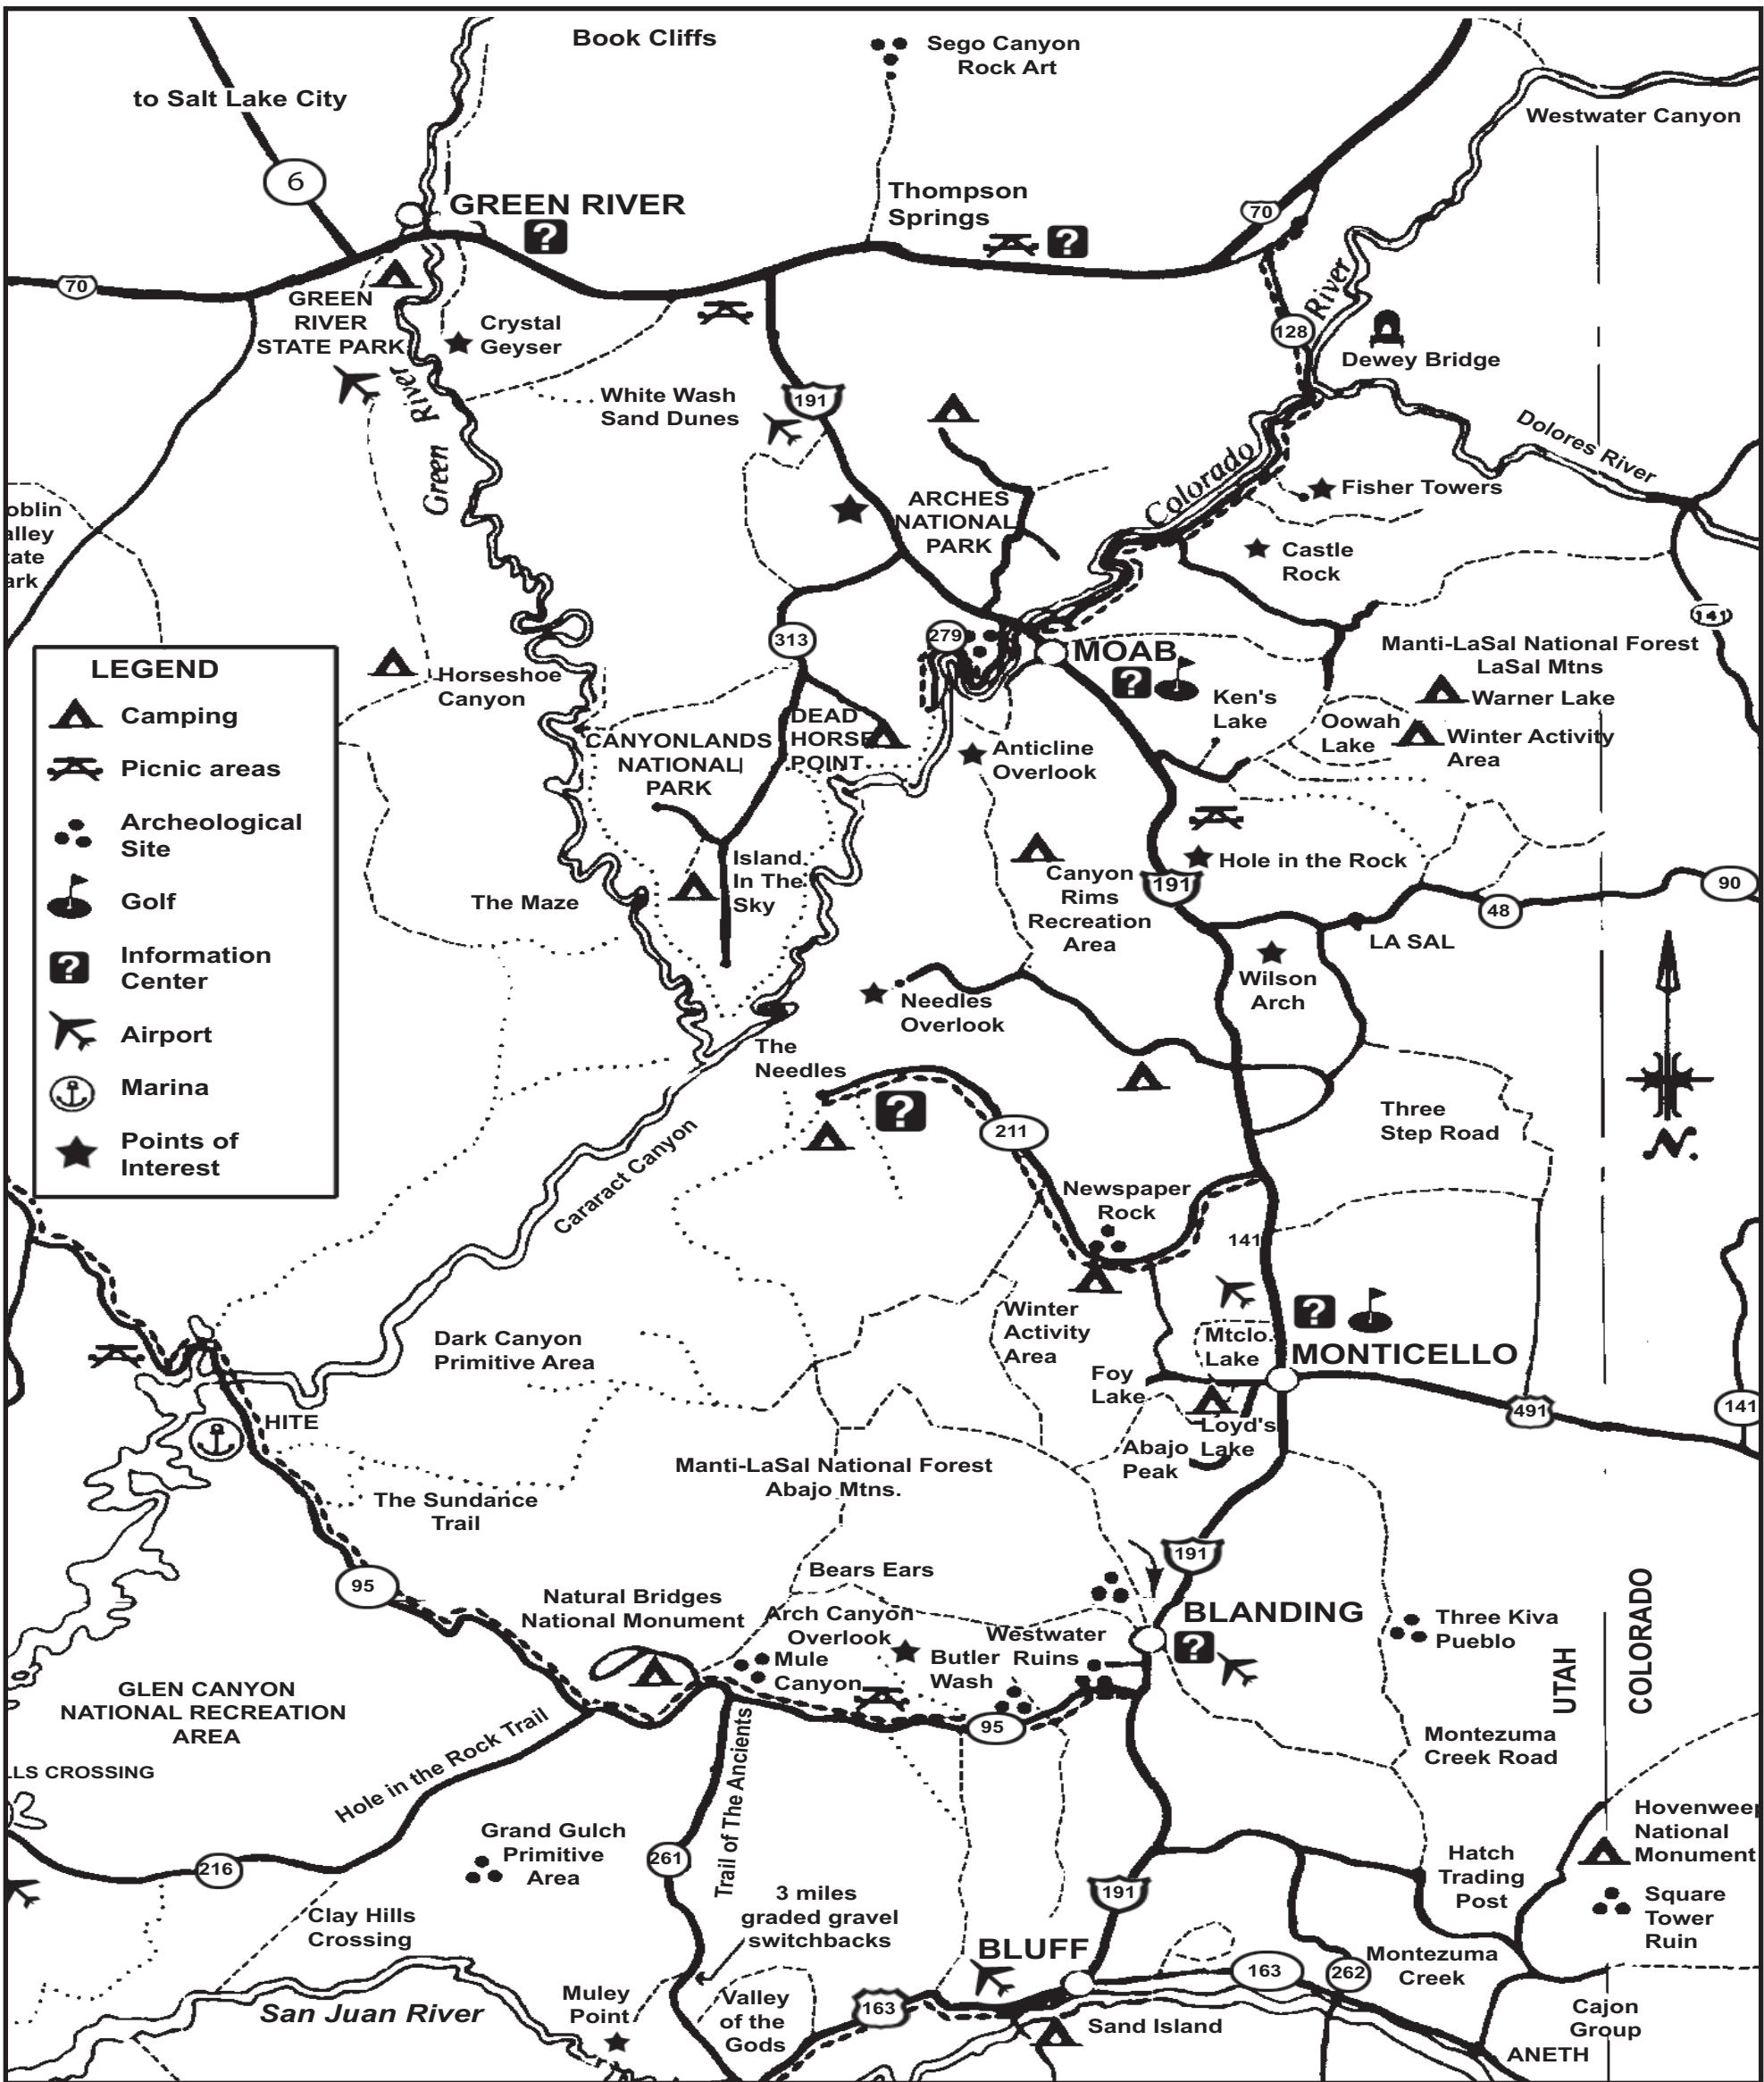 Book Cliffs
Sego Canyon
Rock Art
to Salt Lake City
Westwater Canyon
6
Thompson
Springs
GREEN RIVER
?
?
70
70
GREEN
RIVER
STATE PARK
Crystal
Geyser
River
128
Dewey Bridge
Green River
White Wash
Sand Dunes
191
Dolores River
Green
Colorado
Fisher Towers
ARCHES
NATIONAL
PARK
oblin
alley
tate
ark
Castle
Rock
141
313
279
MOAB
?
Manti-LaSal National Forest
LaSal Mtns
LEGEND
Camping
Picnic areas
Archeological
Site
Golf
?
Information
Center
Airport
Marina
Points of
Interest
Horseshoe
Canyon
Warner Lake
Ken's
Lake
Oowah
Lake
Winter Activity
Area
CANYONLANDS
NATIONAL
PARK
DEAD
HORSE
POINT
Anticline
Overlook
Island
In The
Sky
Hole in the Rock
The Maze
Canyon
Rims
Recreation
Area
191
90
48
LA SAL
Wilson
Arch
Needles
Overlook
The
Needles
?
211
Three
Step Road
N.
Cararact Canyon
Newspaper
Rock
141
Winter
Activity
Area
?
Mtclo.
Lake
MONTICELLO
Foy
Lake
Dark Canyon
Primitive Area
491
141
HITE
Loyd's
Lake
Abajo
Peak
Manti-LaSal National Forest
Abajo Mtns.
The Sundance
Trail
95
191
Bears Ears
Natural Bridges
National Monument
Arch Canyon
Overlook
BLANDING
?
Three Kiva
Pueblo
UTAH
COLORADO
Westwater
Ruins
Mule
Canyon
Butler
Wash
95
GLEN CANYON
NATIONAL RECREATION
AREA
Hole in the Rock Trail
Trail of The Ancients
Montezuma
Creek Road
LLS CROSSING
Grand Gulch
Primitive
Area
216
261
Hovenweep
National
Monument
Hatch
Trading
Post
191
3 miles
graded gravel
switchbacks
Square
Tower
Ruin
Clay Hills
Crossing
BLUFF
163
262
Montezuma
Creek
San Juan River
Muley
Point
Valley
of the
Gods
163
Sand Island
Cajon
Group
ANETH